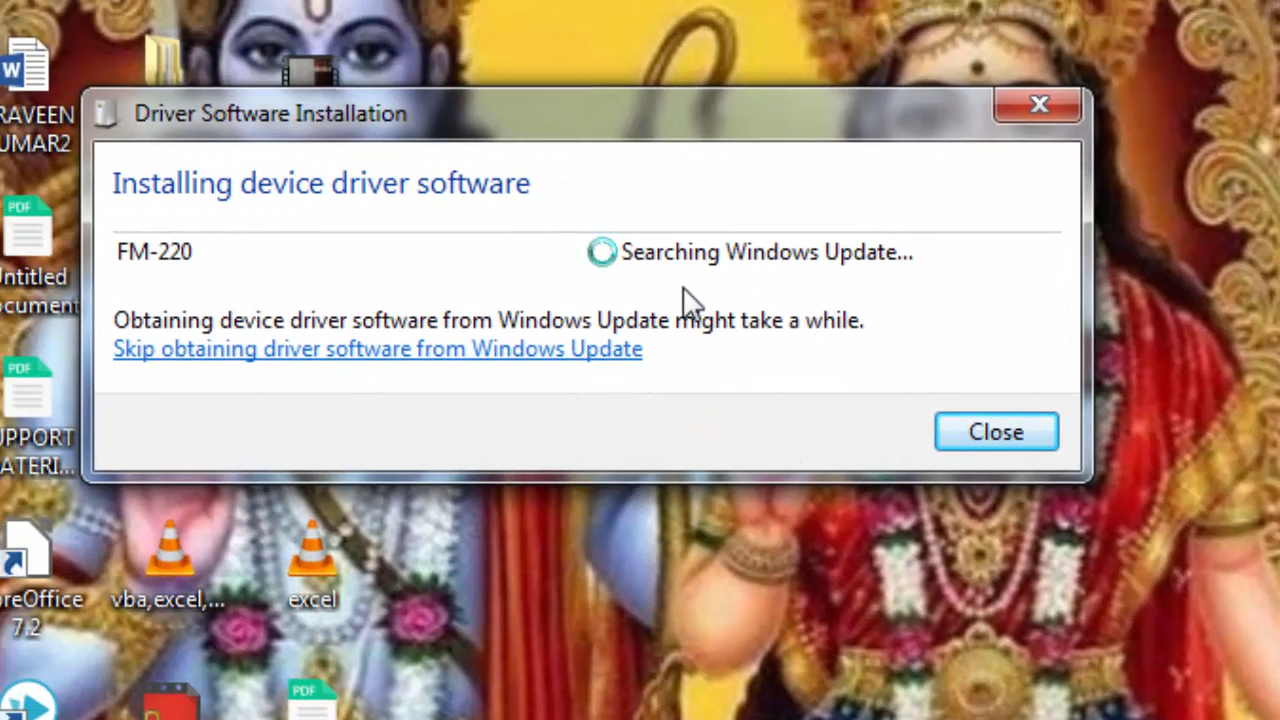 Driver Software Installation
Installing device driver software
FM-220
Searching Windows Update...
Obtaining device driver software from Windows Update might take a while.
Skip obtaining driver software from Windows Update
Close
W
RAVEEN
UMAR2
PDF
ntitled
ocument
PDF
UPPORT
ATERI...
reOffice
7.2
vba,excel,...
excel
PDF